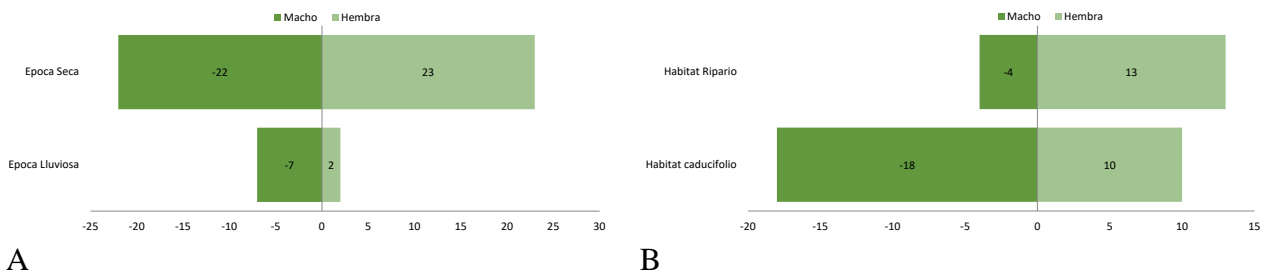 Macho Hembra
Epoca Seca
-22 23
Epoca Lluviosa
-7 2
-25 -20 -15 -10 -5 0 5 10 15 20 25 30
A
Macho Hembra
Habitat Ripario
-4 13
Habitat caducifolio
-18 10
-20 -15 -10 -5 0 5 10 15
B